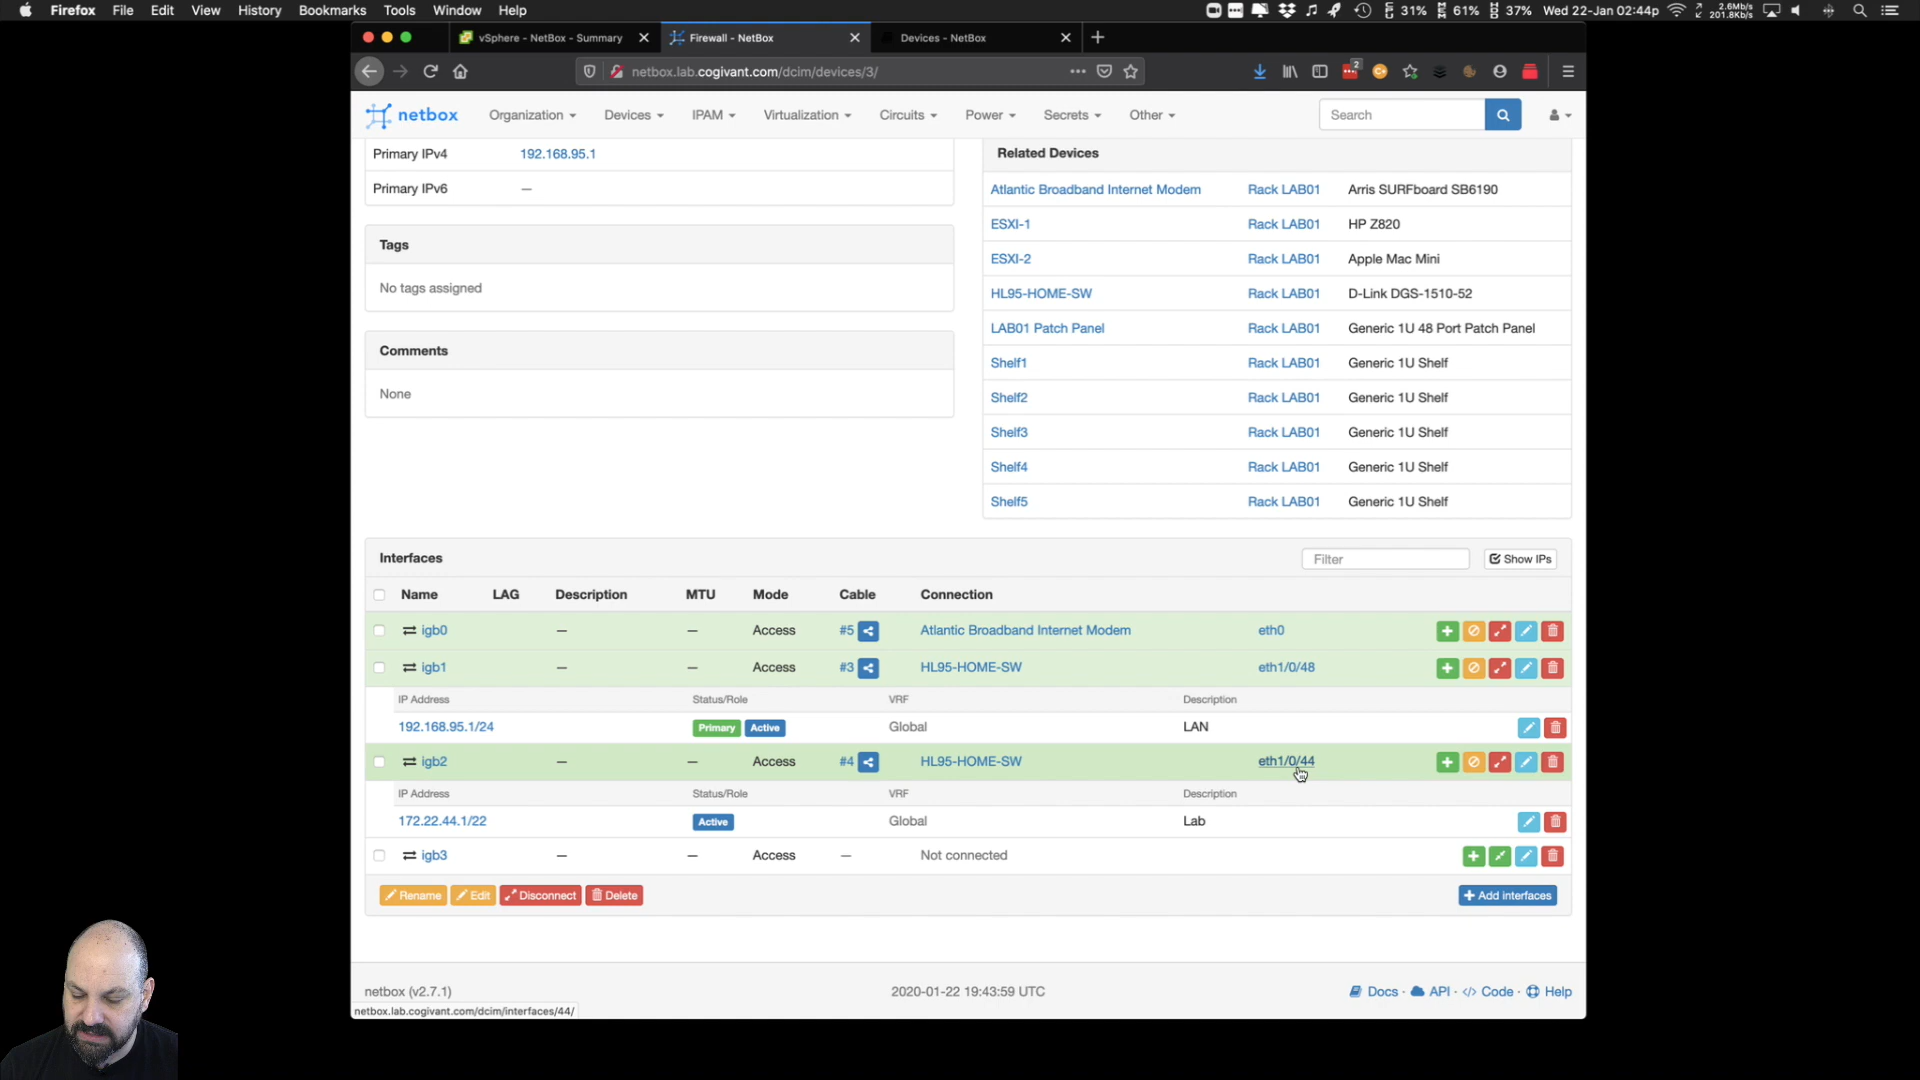 Firefox File Edit View History Bookmarks Tools Window Help 31% 61% 37% Wed 22-Jan 02:44p 2.6Mb/s 201.8Kb/s
vSphere - NetBox - Summary Firewall - NetBox Devices - NetBox
netbox.lab.cogivant.com/dcim/devices/3/ 2
netbox Organization Devices IPAM Virtualization Circuits Power Secrets Other Search
Primary IPv4 192.168.95.1
Primary IPv6 —
Tags
No tags assigned
Comments
None
Related Devices
Atlantic Broadband Internet Modem Rack LAB01 Arris SURFboard SB6190
ESXI-1 Rack LAB01 HP Z820
ESXI-2 Rack LAB01 Apple Mac Mini
HL95-HOME-SW Rack LAB01 D-Link DGS-1510-52
LAB01 Patch Panel Rack LAB01 Generic 1U 48 Port Patch Panel
Shelf1 Rack LAB01 Generic 1U Shelf
Shelf2 Rack LAB01 Generic 1U Shelf
Shelf3 Rack LAB01 Generic 1U Shelf
Shelf4 Rack LAB01 Generic 1U Shelf
Shelf5 Rack LAB01 Generic 1U Shelf
Interfaces Filter Show IPs
Name LAG Description MTU Mode Cable Connection
igb0 — — Access #5 Atlantic Broadband Internet Modem eth0
igb1 — — Access #3 HL95-HOME-SW eth1/0/48
IP Address Status/Role VRF Description
192.168.95.1/24 Primary Active Global LAN
igb2 — — Access #4 HL95-HOME-SW eth1/0/44
IP Address Status/Role VRF Description
172.22.44.1/22 Active Global Lab
igb3 — — Access — Not connected
Rename Edit Disconnect Delete Add interfaces
netbox (v2.7.1) 2020-01-22 19:43:59 UTC Docs · API · Code · Help
netbox.lab.cogivant.com/dcim/interfaces/44/